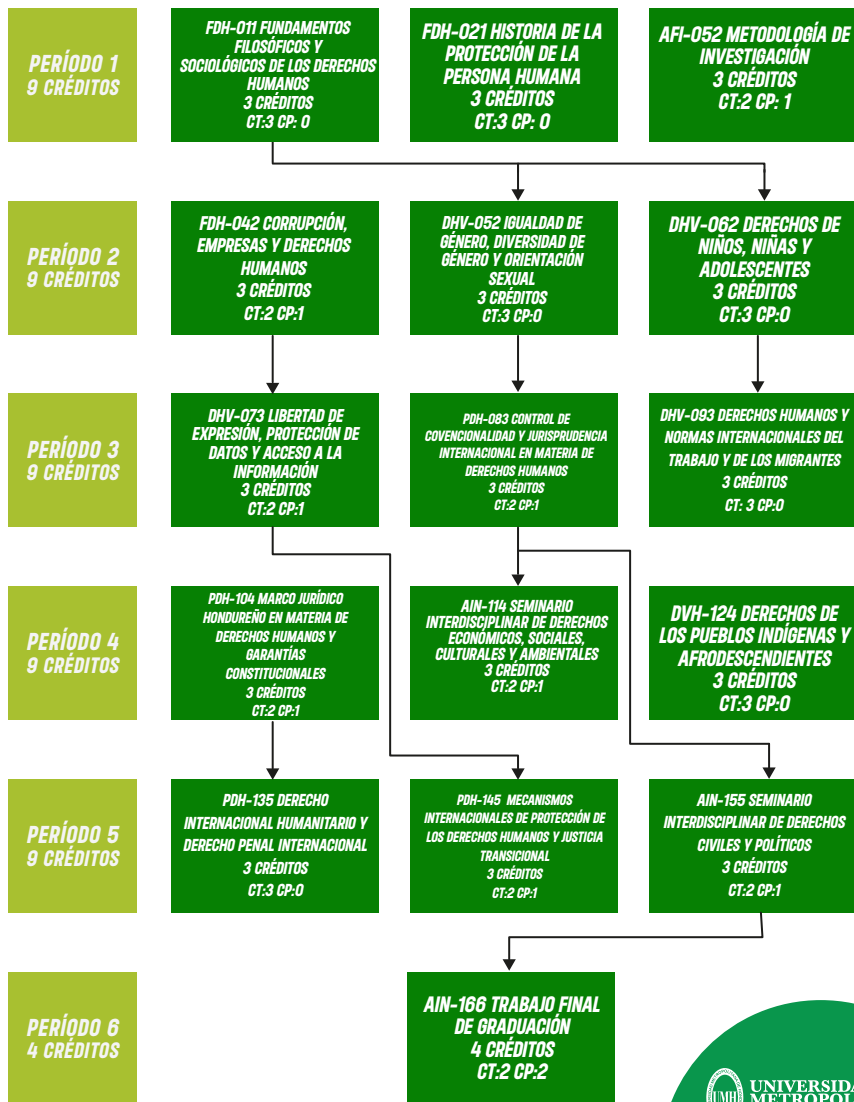 PERÍODO 1
9 CRÉDITOS
FDH-011 FUNDAMENTOS
FILOSÓFICOS Y
SOCIOLÓGICOS DE LOS DERECHOS
HUMANOS
3 CRÉDITOS
CT:3 CP: 0
FDH-021 HISTORIA DE LA
PROTECCIÓN DE LA
PERSONA HUMANA
3 CRÉDITOS
CT:3 CP: 0
AFI-052 METODOLOGÍA DE
INVESTIGACIÓN
3 CRÉDITOS
CT:2 CP: 1
PERÍODO 2
9 CRÉDITOS
FDH-042 CORRUPCIÓN,
EMPRESAS Y DERECHOS
HUMANOS
3 CRÉDITOS
CT:2 CP:1
DHV-052 IGUALDAD DE
GÉNERO, DIVERSIDAD DE
GÉNERO Y ORIENTACIÓN
SEXUAL
3 CRÉDITOS
CT:3 CP:0
DHV-062 DERECHOS DE
NIÑOS, NIÑAS Y
ADOLESCENTES
3 CRÉDITOS
CT:3 CP:0
PERÍODO 3
9 CRÉDITOS
DHV-073 LIBERTAD DE
EXPRESIÓN, PROTECCIÓN DE
DATOS Y ACCESO A LA
INFORMACIÓN
3 CRÉDITOS
CT:2 CP:1
PDH-083 CONTROL DE
COVENCIONALIDAD Y JURISPRUDENCIA
INTERNACIONAL EN MATERIA DE
DERECHOS HUMANOS
3 CRÉDITOS
CT:2 CP:1
DHV-093 DERECHOS HUMANOS Y
NORMAS INTERNACIONALES DEL
TRABAJO Y DE LOS MIGRANTES
3 CRÉDITOS
CT: 3 CP:0
PERÍODO 4
9 CRÉDITOS
PDH-104 MARCO JURÍDICO
HONDUREÑO EN MATERIA DE
DERECHOS HUMANOS Y
GARANTÍAS
CONSTITUCIONALES
3 CRÉDITOS
CT:2 CP:1
AIN-114 SEMINARIO
INTERDISCIPLINAR DE DERECHOS
ECONÓMICOS, SOCIALES,
CULTURALES Y AMBIENTALES
3 CRÉDITOS
CT:2 CP:1
DVH-124 DERECHOS DE
LOS PUEBLOS INDÍGENAS Y
AFRODESCENDIENTES
3 CRÉDITOS
CT:3 CP:0
PERÍODO 5
9 CRÉDITOS
PDH-135 DERECHO
INTERNACIONAL HUMANITARIO Y
DERECHO PENAL INTERNACIONAL
3 CRÉDITOS
CT:3 CP:0
PDH-145 MECANISMOS
INTERNACIONALES DE PROTECCIÓN DE
LOS DERECHOS HUMANOS Y JUSTICIA
TRANSICIONAL
3 CRÉDITOS
CT:2 CP:1
AIN-155 SEMINARIO
INTERDISCIPLINAR DE DERECHOS
CIVILES Y POLÍTICOS
3 CRÉDITOS
CT:2 CP:1
PERÍODO 6
4 CRÉDITOS
AIN-166 TRABAJO FINAL
DE GRADUACIÓN
4 CRÉDITOS
CT:2 CP:2
UMH
UNIVERSIDA
METROPOL